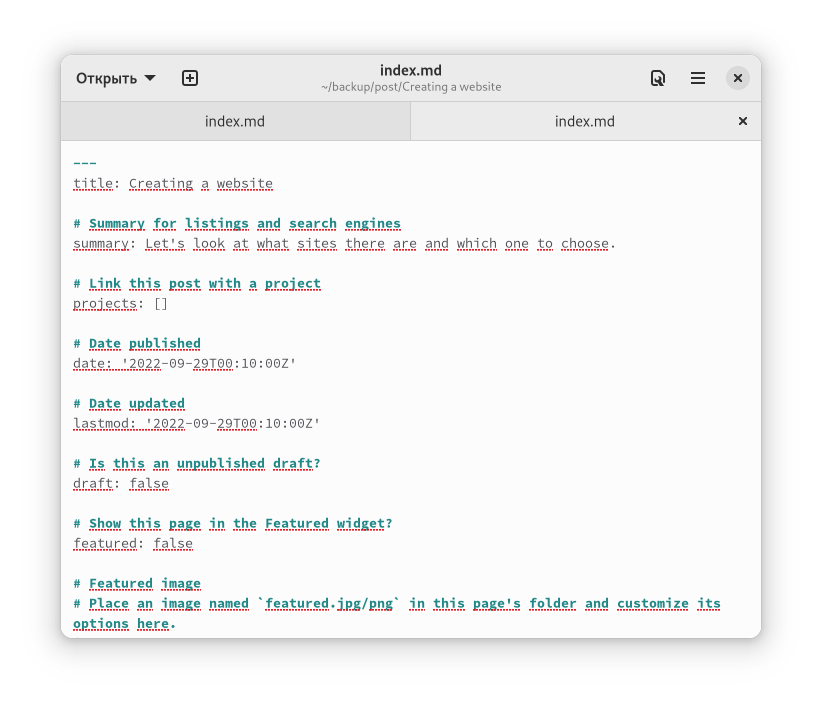 Открыть
index.md
~/backup/post/Creating a website
index.md
index.md
---
title: Creating a website
# Summary for listings and search engines
summary: Let's look at what sites there are and which one to choose.
# Link this post with a project
projects: []
# Date published
date: '2022-09-29T00:10:00Z'
# Date updated
lastmod: '2022-09-29T00:10:00Z'
# Is this an unpublished draft?
draft: false
# Show this page in the Featured widget?
featured: false
# Featured image
# Place an image named `featured.jpg/png` in this page's folder and customize its
options here.